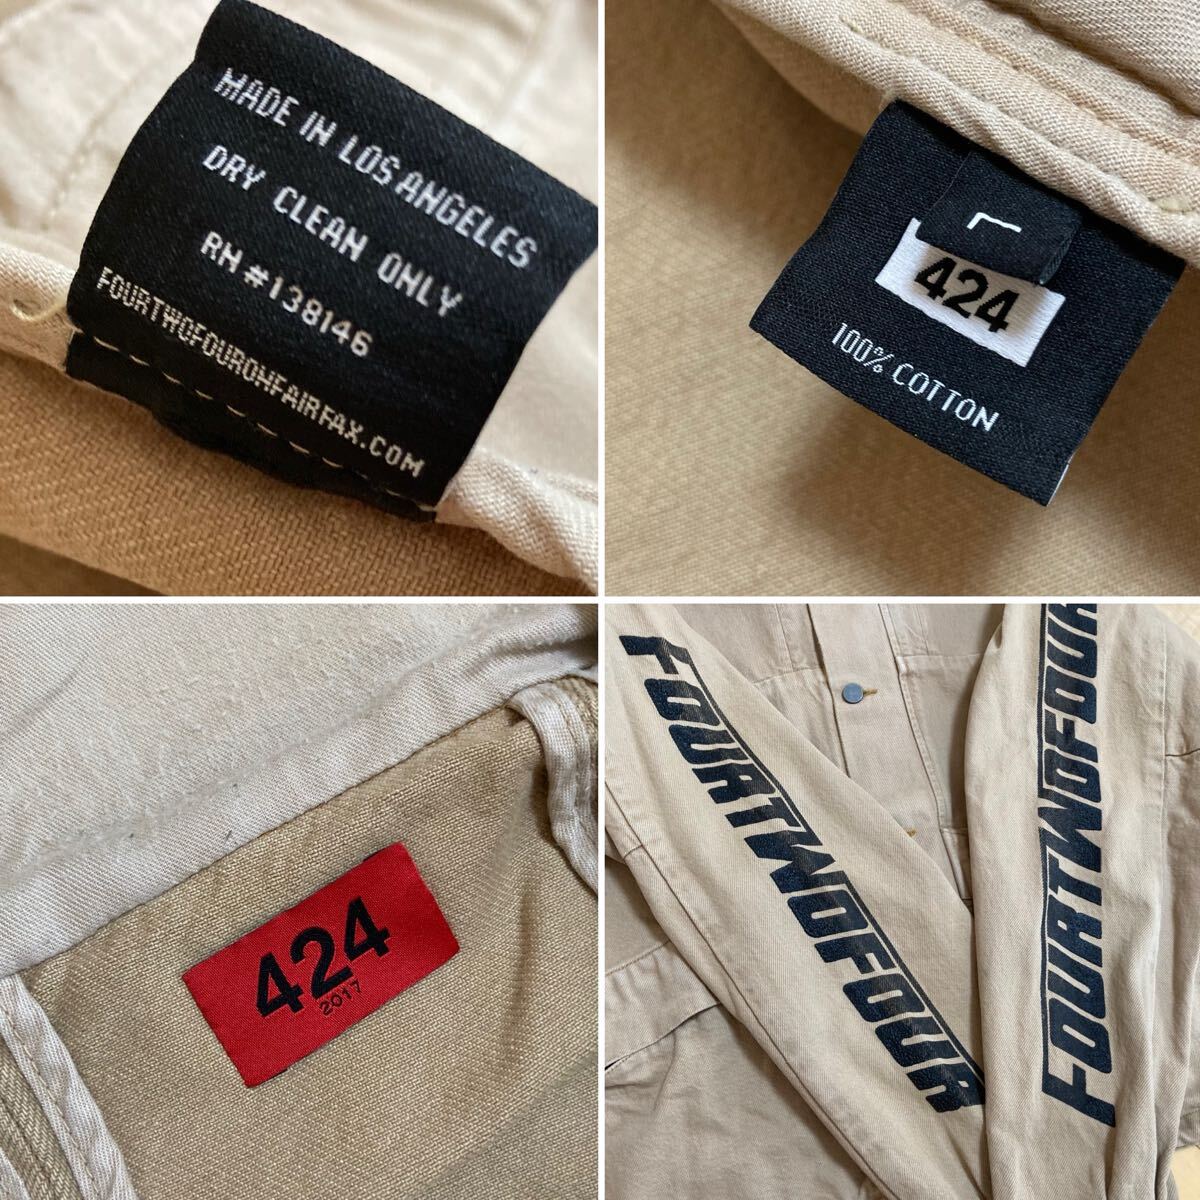 MADE IN LOS ANGELES
DRY CLEAN ONLY
RN#138146
FOURTWOFOURONFAIRFAX.COM
L
424
100% COTTON
424
2017
FOURTWOFOUR
FOURTWOFOUR